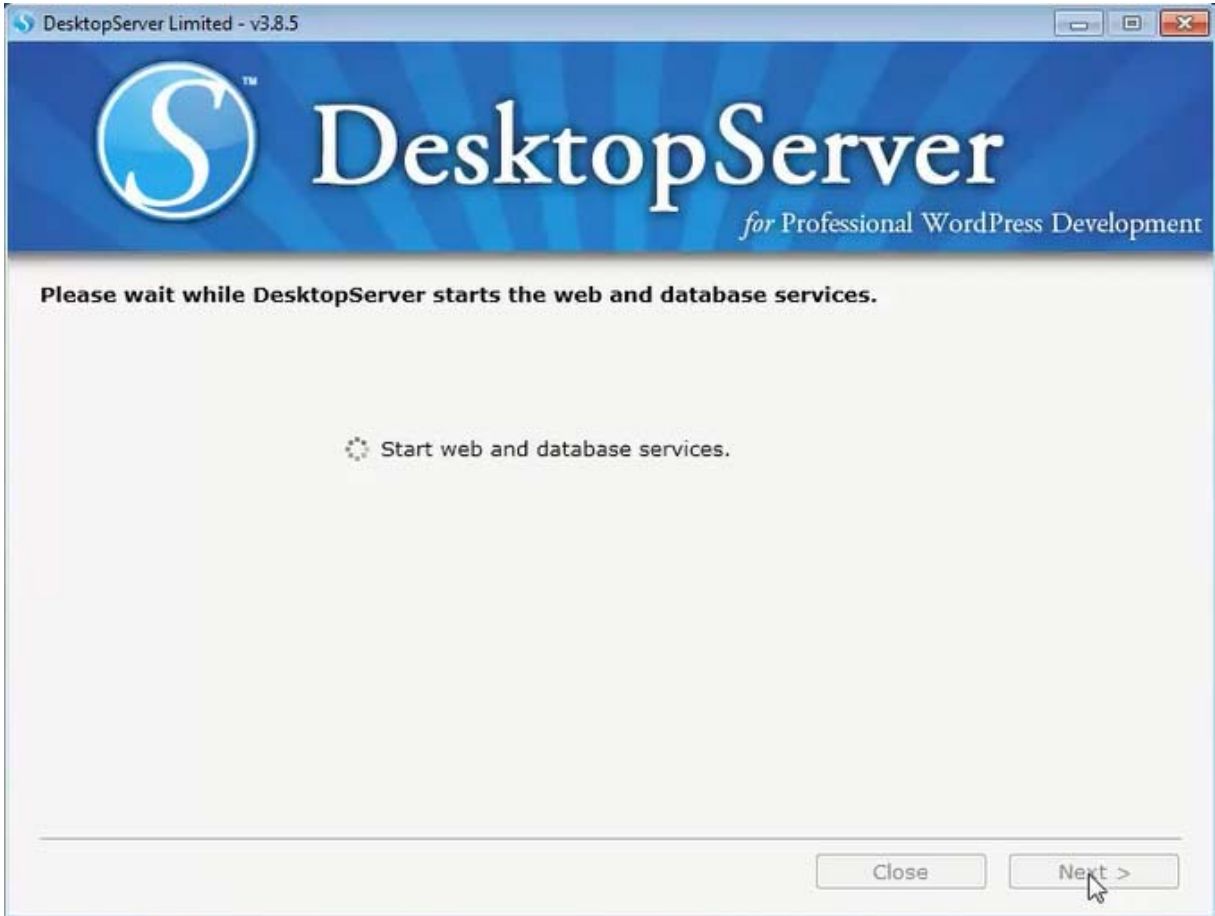 DesktopServer Limited - v3.8.5
S
TM
DesktopServer
for Professional WordPress Development
Please wait while DesktopServer starts the web and database services.
Start web and database services.
Close
Next >